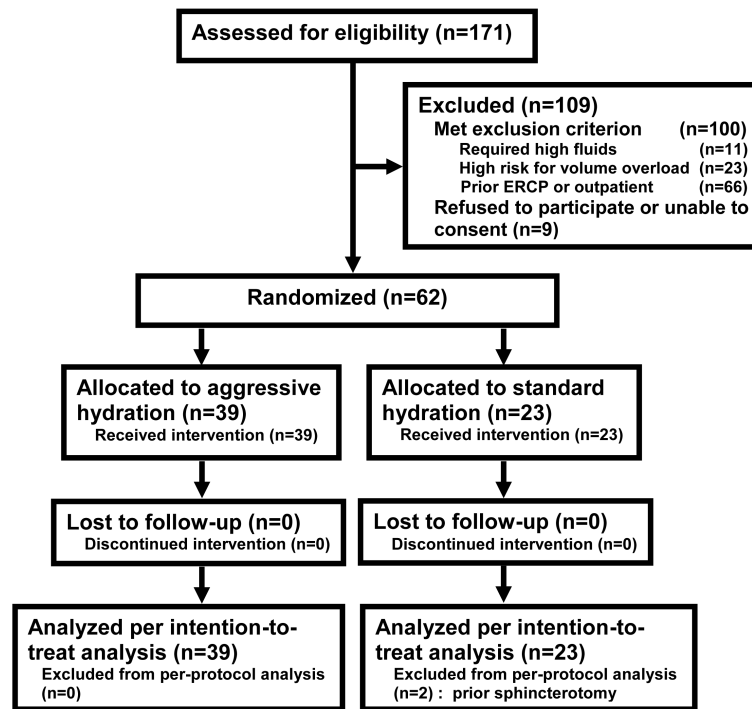 Assessed for eligibility (n=171)
Excluded (n=109)
Met exclusion criterion (n=100)
Required high fluids (n=11)
High risk for volume overload (n=23)
Prior ERCP or outpatient (n=66)
Refused to participate or unable to
consent (n=9)
Randomized (n=62)
Allocated to aggressive
hydration (n=39)
Received intervention (n=39)
Allocated to standard
hydration (n=23)
Received intervention (n=23)
Lost to follow-up (n=0)
Discontinued intervention (n=0)
Lost to follow-up (n=0)
Discontinued intervention (n=0)
Analyzed per intention-to-
treat analysis (n=39)
Excluded from per-protocol analysis
(n=0)
Analyzed per intention-to-
treat analysis (n=23)
Excluded from per-protocol analysis
(n=2) : prior sphincterotomy